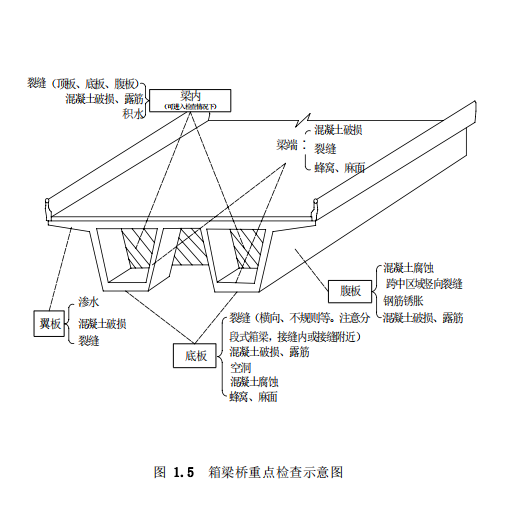 裂缝（顶板、底板、腹板）
混凝土破损、露筋
积水
梁内
（可进入检查情况下）
梁端：
混凝土破损
裂缝
蜂窝、麻面
腹板
混凝土腐蚀
跨中区域竖向裂缝
钢筋锈胀
混凝土破损、露筋
翼板
渗水
混凝土破损
裂缝
底板
裂缝（横向、不规则等。注意分
段式箱梁，接缝内或接缝附近）
混凝土破损、露筋
空洞
混凝土腐蚀
蜂窝、麻面
图 1.5 箱梁桥重点检查示意图